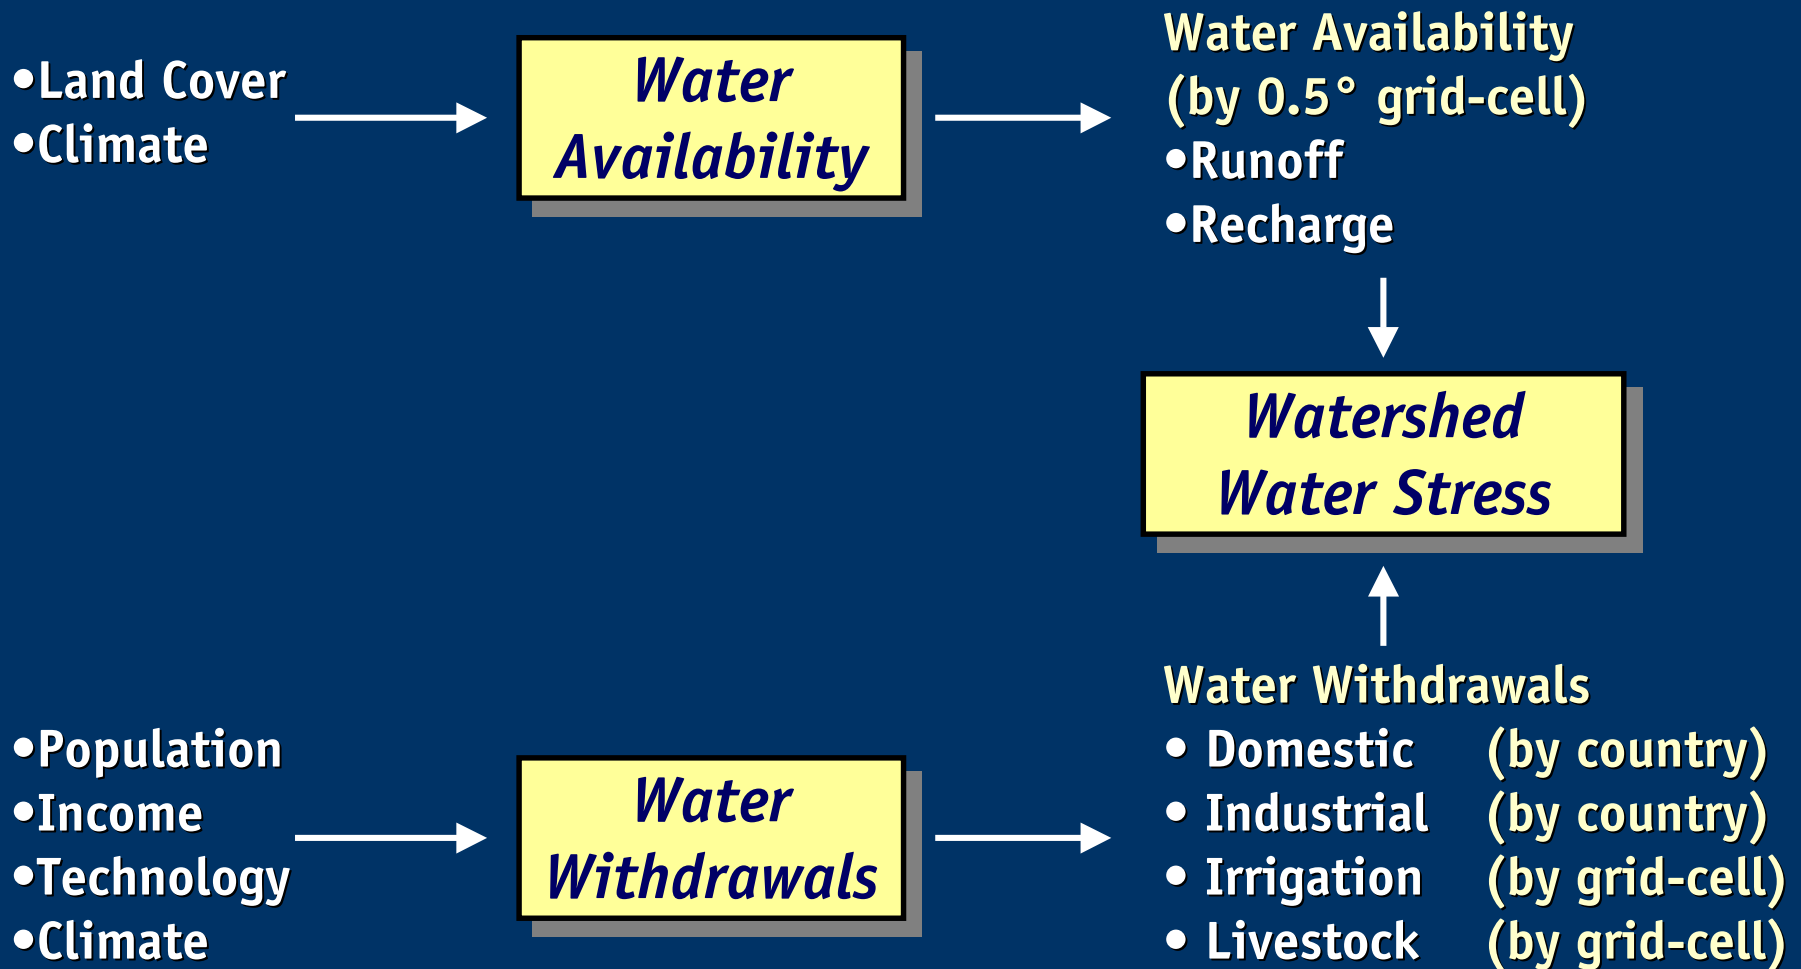 •Land Cover
•Climate
Water
Availability
Water Availability
(by 0.5° grid-cell)
•Runoff
•Recharge
Watershed
Water Stress
•Population
•Income
•Technology
•Climate
Water
Withdrawals
Water Withdrawals
• Domestic (by country)
• Industrial (by country)
• Irrigation (by grid-cell)
• Livestock (by grid-cell)